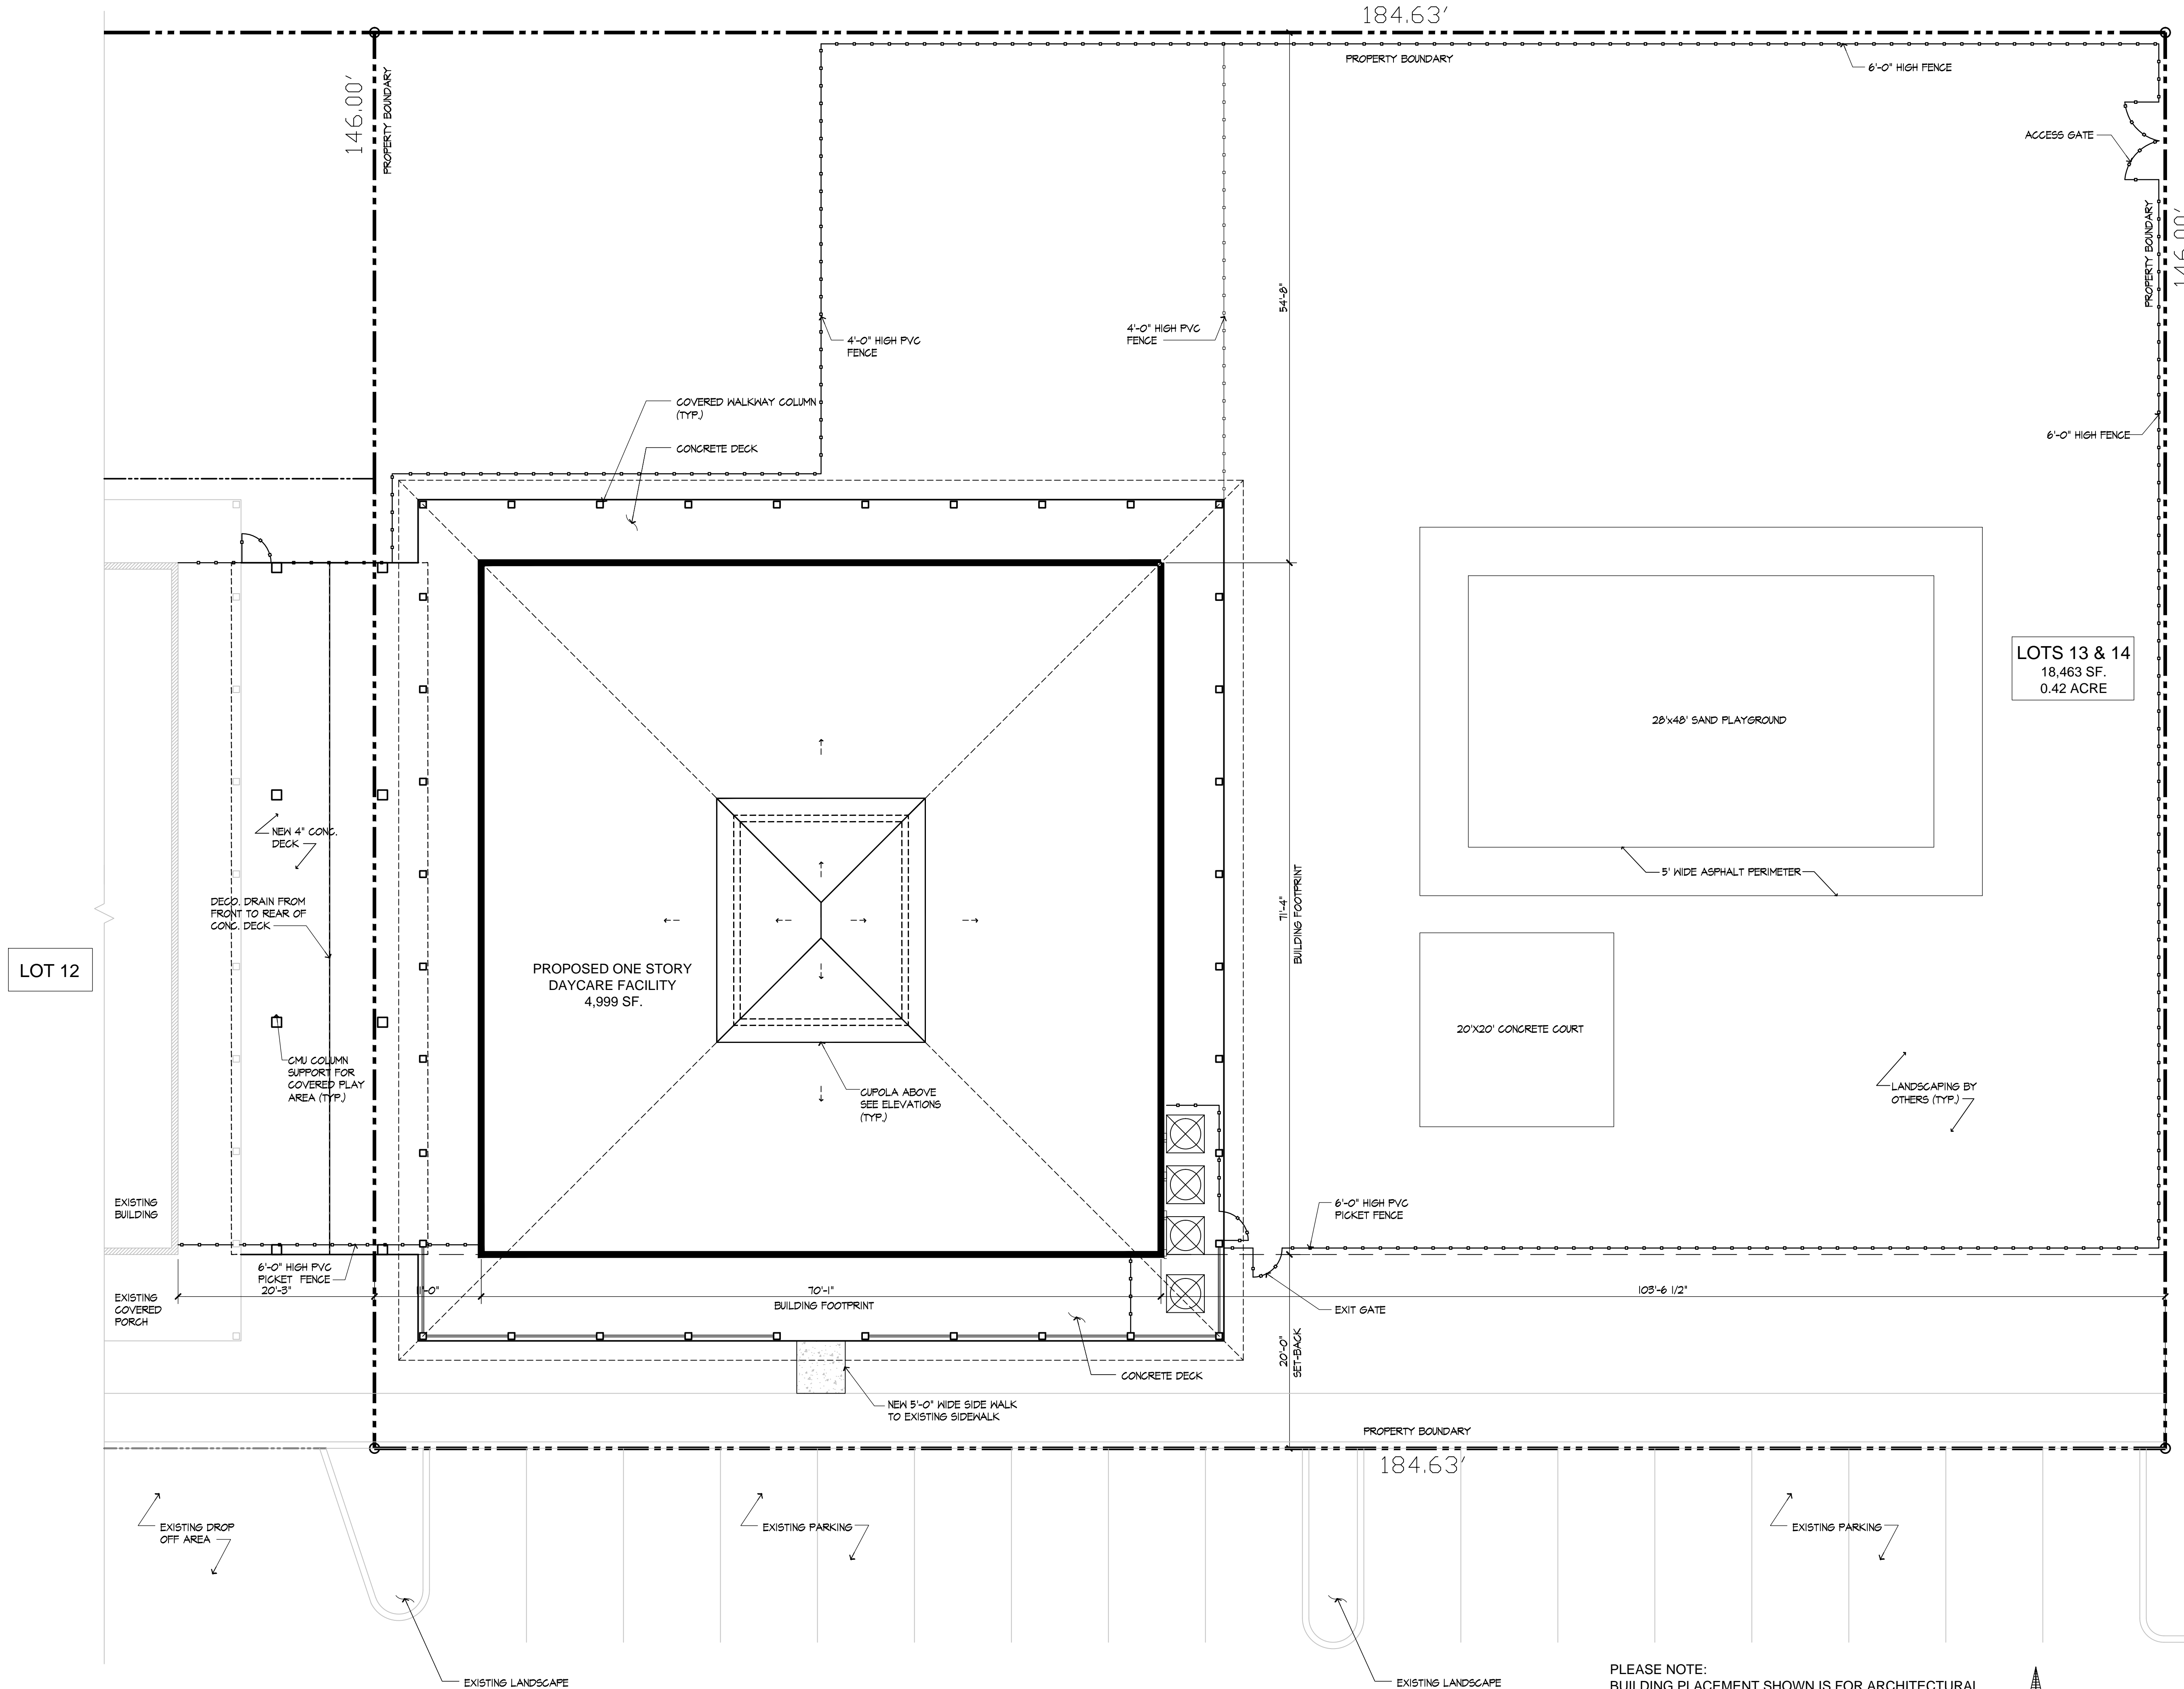 184.63'
146.00'
PROPERTY BOUNDARY
PROPERTY BOUNDARY
6'-0" HIGH FENCE
ACCESS GATE
PROPERTY BOUNDARY
146.00'
54'-8"
4'-0" HIGH PVC
FENCE
4'-0" HIGH PVC
FENCE
COVERED WALKWAY COLUMN
(TYP.)
CONCRETE DECK
6'-0" HIGH FENCE
LOTS 13 & 14
18,463 SF.
0.42 ACRE
28'x48' SAND PLAYGROUND
5' WIDE ASPHALT PERIMETER
NEW 4" CONC.
DECK
DECO. DRAIN FROM
FRONT TO REAR OF
CONC. DECK
71'-4"
BUILDING FOOTPRINT
LOT 12
PROPOSED ONE STORY
DAYCARE FACILITY
4,999 SF.
20'X20' CONCRETE COURT
CMU COLUMN
SUPPORT FOR
COVERED PLAY
AREA (TYP.)
CUPOLA ABOVE
SEE ELEVATIONS
(TYP.)
LANDSCAPING BY
OTHERS (TYP.)
EXISTING
BUILDING
6'-0" HIGH PVC
PICKET FENCE
6'-0" HIGH PVC
PICKET FENCE
20'-3"
11'-0"
70'-1"
BUILDING FOOTPRINT
103'-6 1/2"
EXISTING
COVERED
PORCH
EXIT GATE
20'-0"
SET-BACK
CONCRETE DECK
NEW 5'-0" WIDE SIDE WALK
TO EXISTING SIDEWALK
PROPERTY BOUNDARY
184.63'
EXISTING DROP
OFF AREA
EXISTING PARKING
EXISTING PARKING
EXISTING LANDSCAPE
EXISTING LANDSCAPE
PLEASE NOTE:
BUILDING PLACEMENT SHOWN IS FOR ARCHITECTURAL